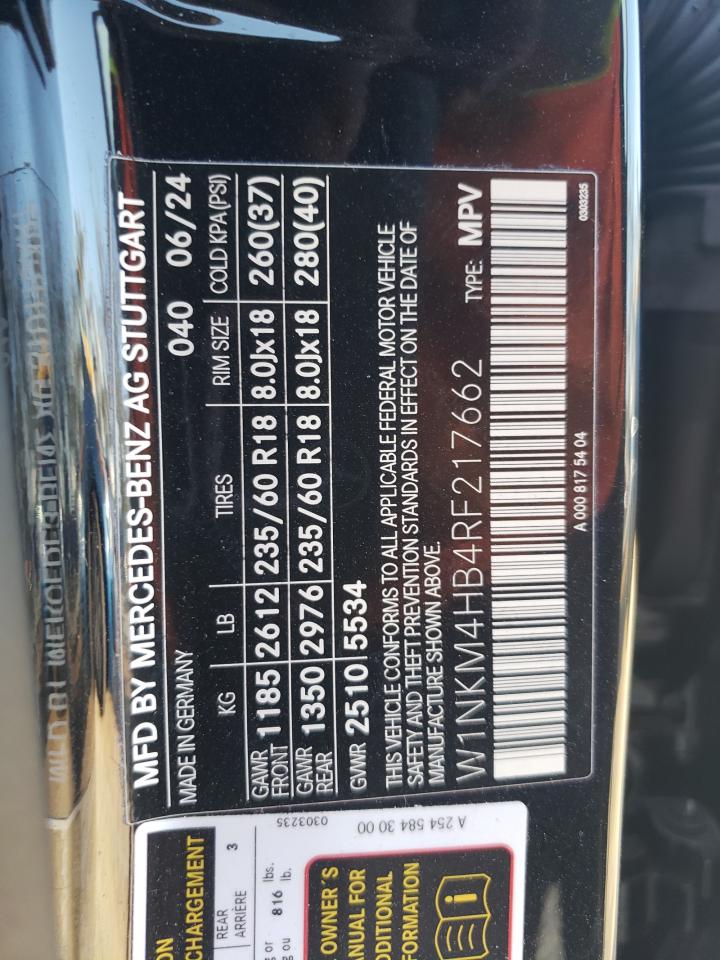 MFD BY MERCEDES-BENZ AG STUTTGART
MADE IN GERMANY 040 06/24
KG LB TIRES RIM SIZE COLD KPA(PSI)
GAWR FRONT 1185 2612 235/60 R18 8.0Jx18 260(37)
GAWR REAR 1350 2976 235/60 R18 8.0Jx18 280(40)
GVWR 2510 5534
THIS VEHICLE CONFORMS TO ALL APPLICABLE FEDERAL MOTOR VEHICLE
SAFETY AND THEFT PREVENTION STANDARDS IN EFFECT ON THE DATE OF
MANUFACTURE SHOWN ABOVE.
W1NKM4HB4RF217662 TYPE: MPV
A 000 817 54 04 0303235
0303235
A 254 584 30 00
ON
CHARGEMENT
REAR
ARRIÈRE 3
or 816 lbs.
ou lb.
OWNER´S
ANUAL FOR
DDITIONAL
FORMATION